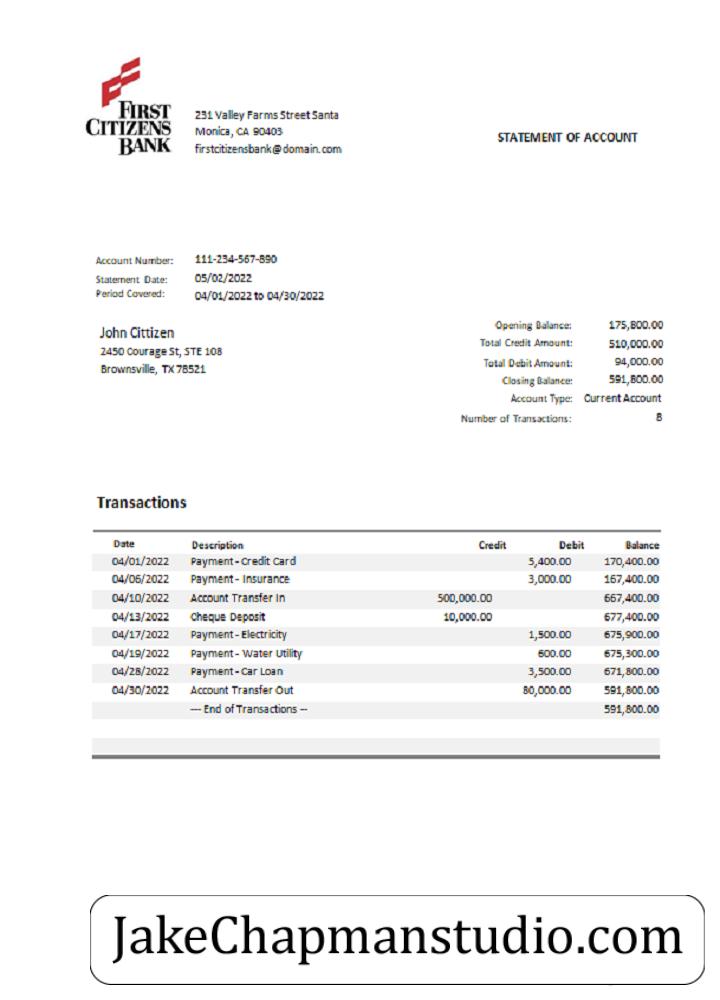 FIRST
CITIZENS
BANK
231 Valley Farms Street Santa
Monica, CA 90403
firstcitizensbank@domain.com
STATEMENT OF ACCOUNT
Account Number: 111-234-567-890
Statement Date: 05/02/2022
Period Covered: 04/01/2022 to 04/30/2022
John Cittizen
2450 Courage St, STE 108
Brownsville, TX 78521
Opening Balance: 175,800.00
Total Credit Amount: 510,000.00
Total Debit Amount: 94,000.00
Closing Balance: 591,800.00
Account Type: Current Account
Number of Transactions: 8
Transactions
Date Description Credit Debit Balance
04/01/2022 Payment - Credit Card 5,400.00 170,400.00
04/06/2022 Payment - Insurance 3,000.00 167,400.00
04/10/2022 Account Transfer In 500,000.00 667,400.00
04/13/2022 Cheque Deposit 10,000.00 677,400.00
04/17/2022 Payment - Electricity 1,500.00 675,900.00
04/19/2022 Payment - Water Utility 600.00 675,300.00
04/28/2022 Payment - Car Loan 3,500.00 671,800.00
04/30/2022 Account Transfer Out 80,000.00 591,800.00
--- End of Transactions -- 591,800.00
JakeChapmanstudio.com